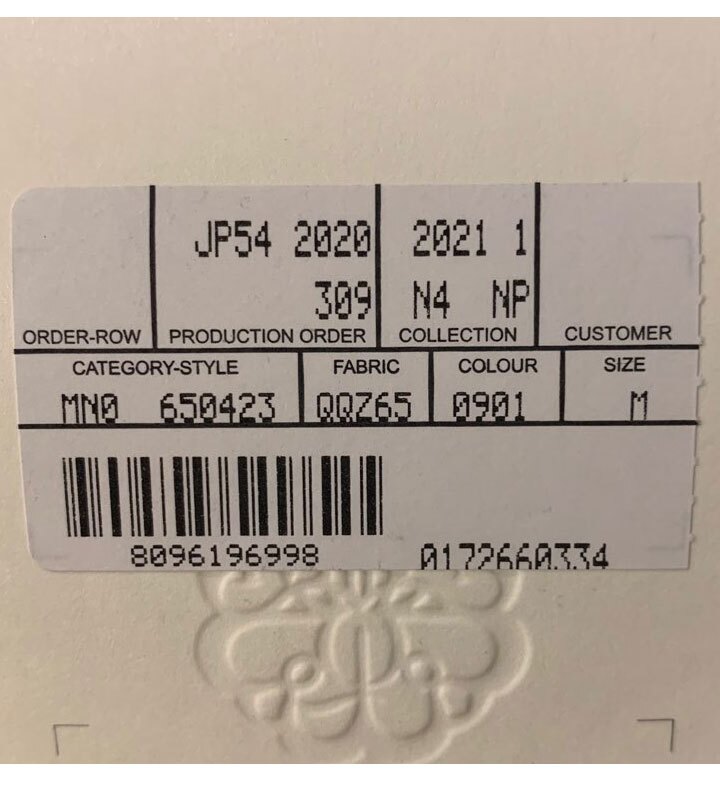 JP54 2020 2021 1
309 N4 NP
ORDER-ROW PRODUCTION ORDER COLLECTION CUSTOMER
CATEGORY-STYLE FABRIC COLOUR SIZE
MN0 650423 QQZ65 0901 M
8096196998 0172660334